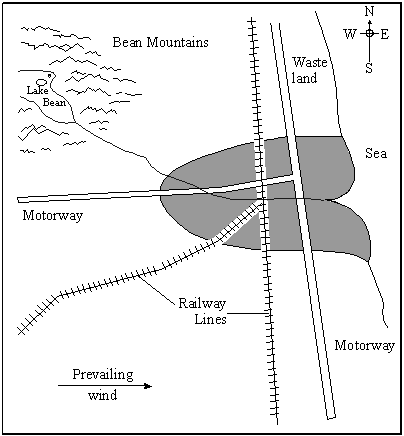 N
Bean Mountains
W E
Waste
land
S
Lake
Bean
Sea
Motorway
Railway
Lines
Motorway
Prevailing
wind